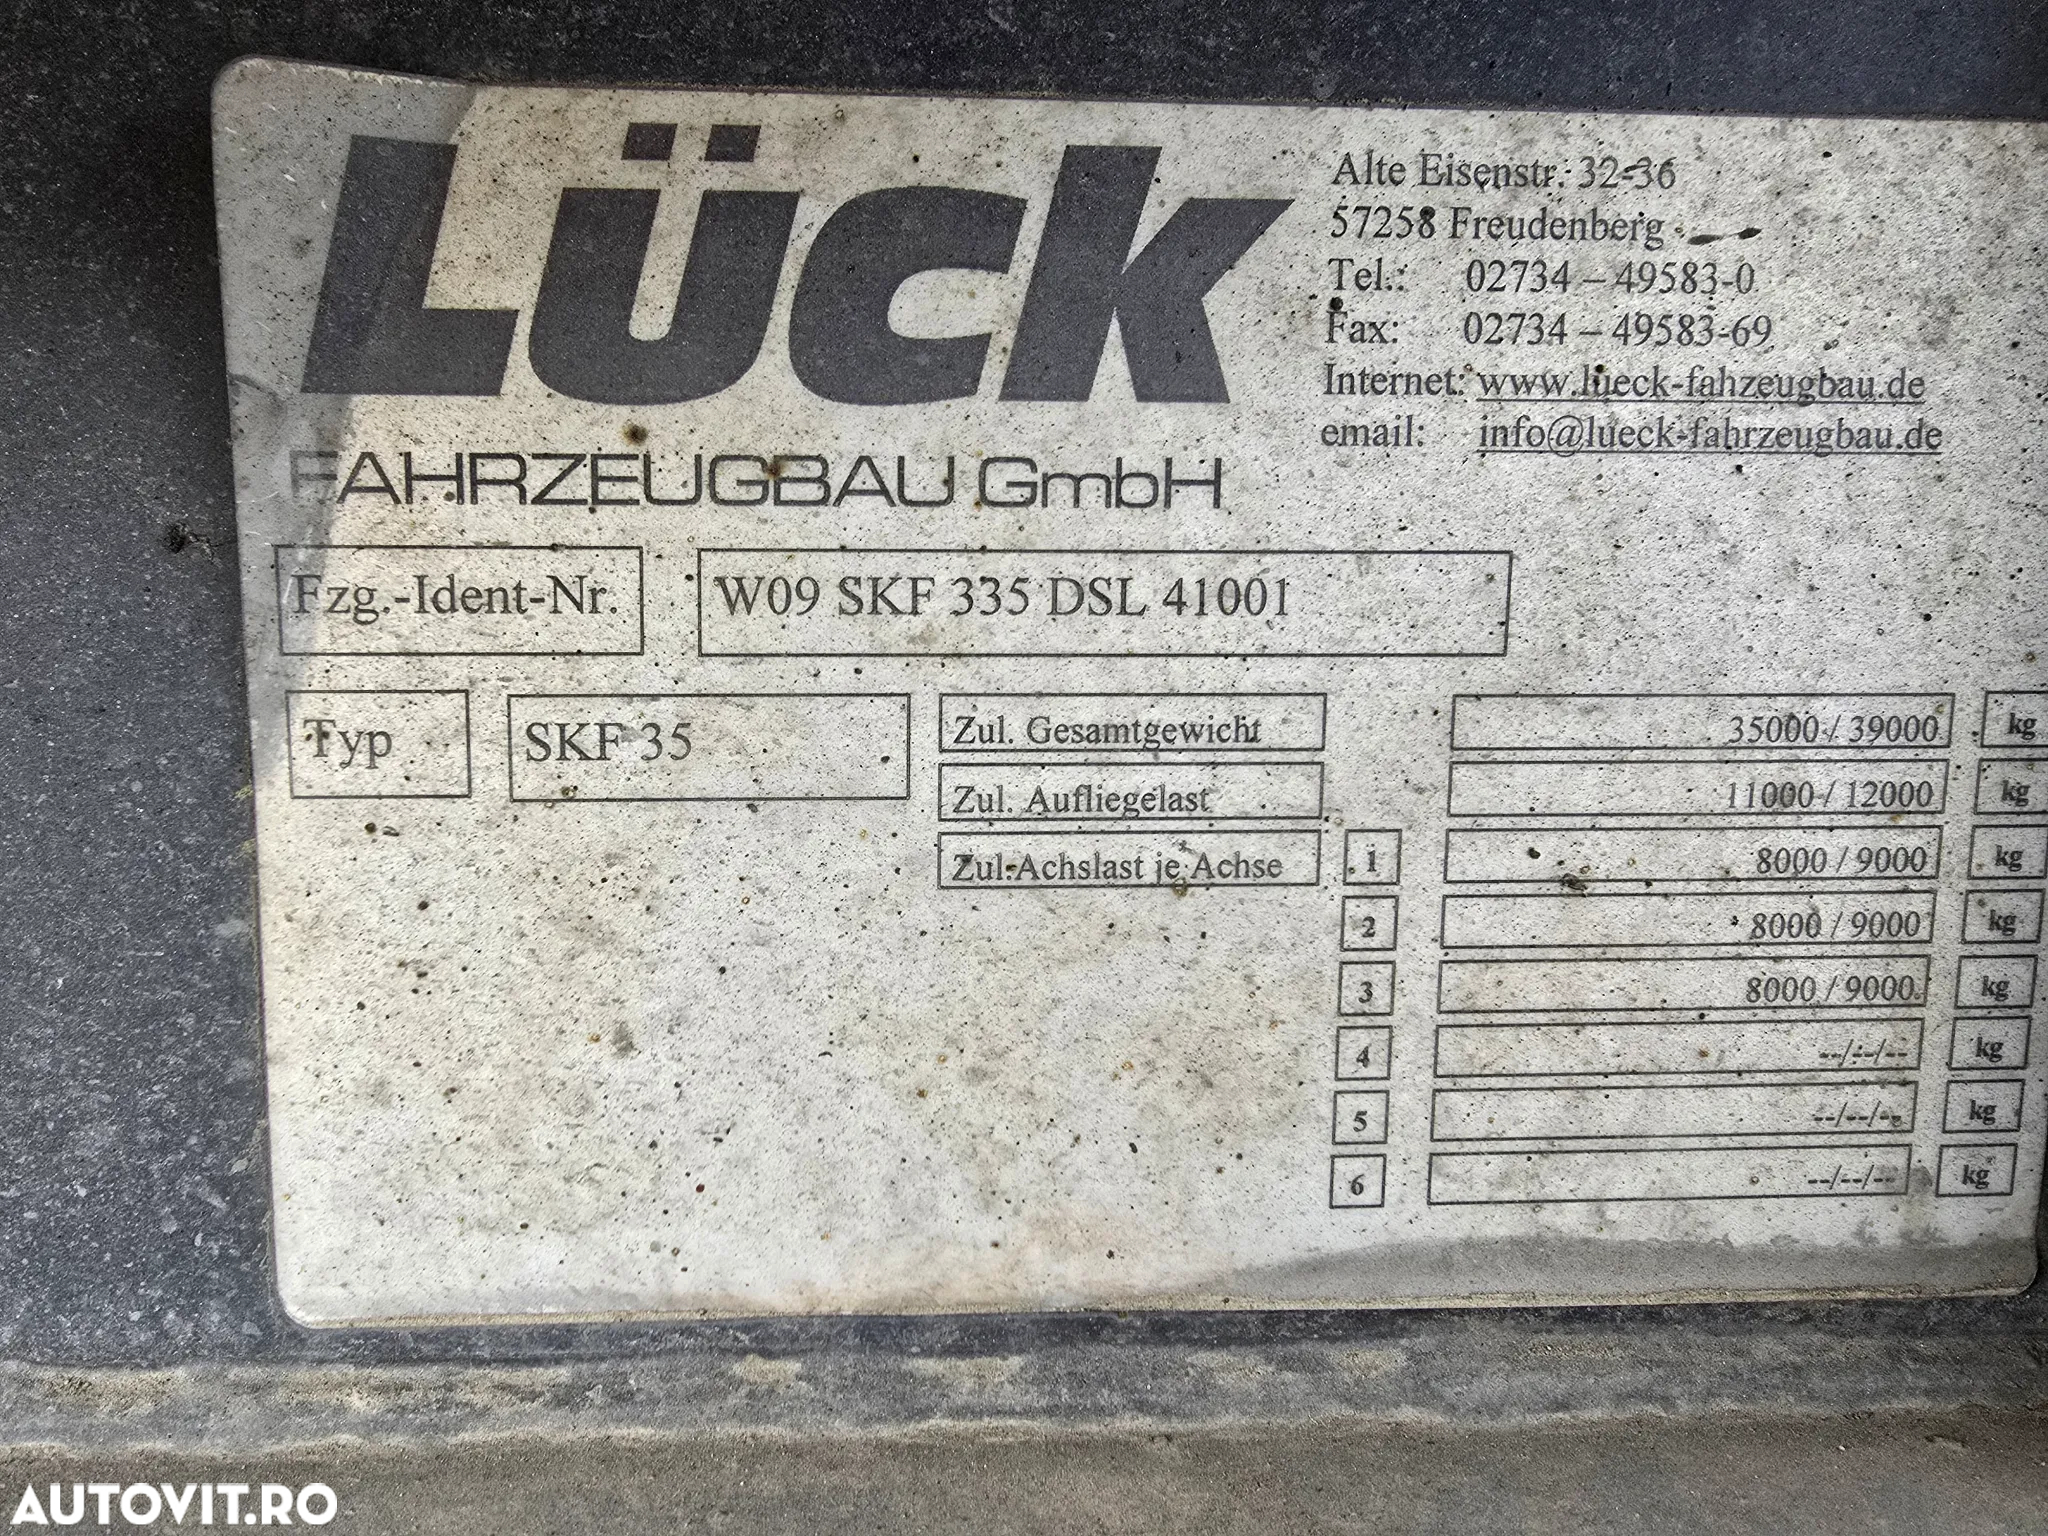 LÜCK
FAHRZEUGBAU GmbH
Alte Eisenstr. 32-36
57258 Freudenberg
Tel.: 02734 – 49583-0
Fax: 02734 – 49583-69
Internet: www.lueck-fahzeugbau.de
email: info@lueck-fahrzeugbau.de
Fzg.-Ident-Nr. W09 SKF 335 DSL 41001
Typ SKF 35
Zul. Gesamtgewicht 35000 / 39000 kg
Zul. Aufliegelast 11000 / 12000 kg
Zul.Achslast je Achse 1 8000 / 9000 kg
2 8000 / 9000 kg
3 8000 / 9000 kg
4 --/--/-- kg
5 --/--/-- kg
6 --/--/-- kg
AUTOVIT.RO